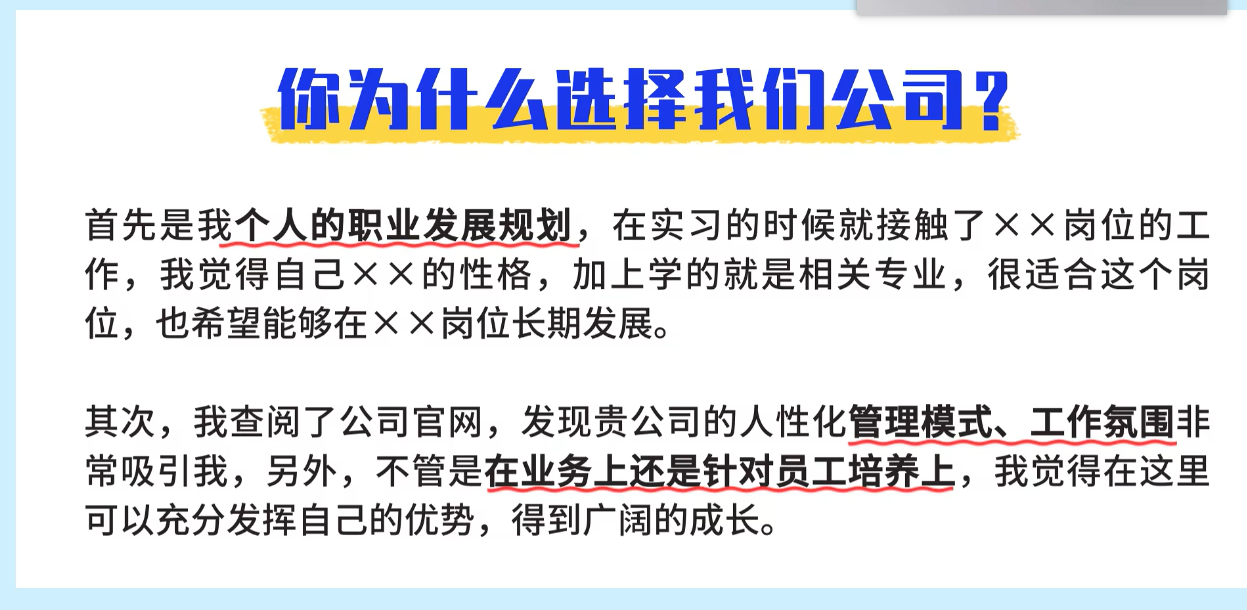 你为什么选择我们公司?
首先是我个人的职业发展规划，在实习的时候就接触了××岗位的工
作，我觉得自己××的性格，加上学的就是相关专业，很适合这个岗
位，也希望能够在××岗位长期发展。
其次，我查阅了公司官网，发现贵公司的人性化管理模式、工作氛围非
常吸引我，另外，不管是在业务上还是针对员工培养上，我觉得在这里
可以充分发挥自己的优势，得到广阔的成长。